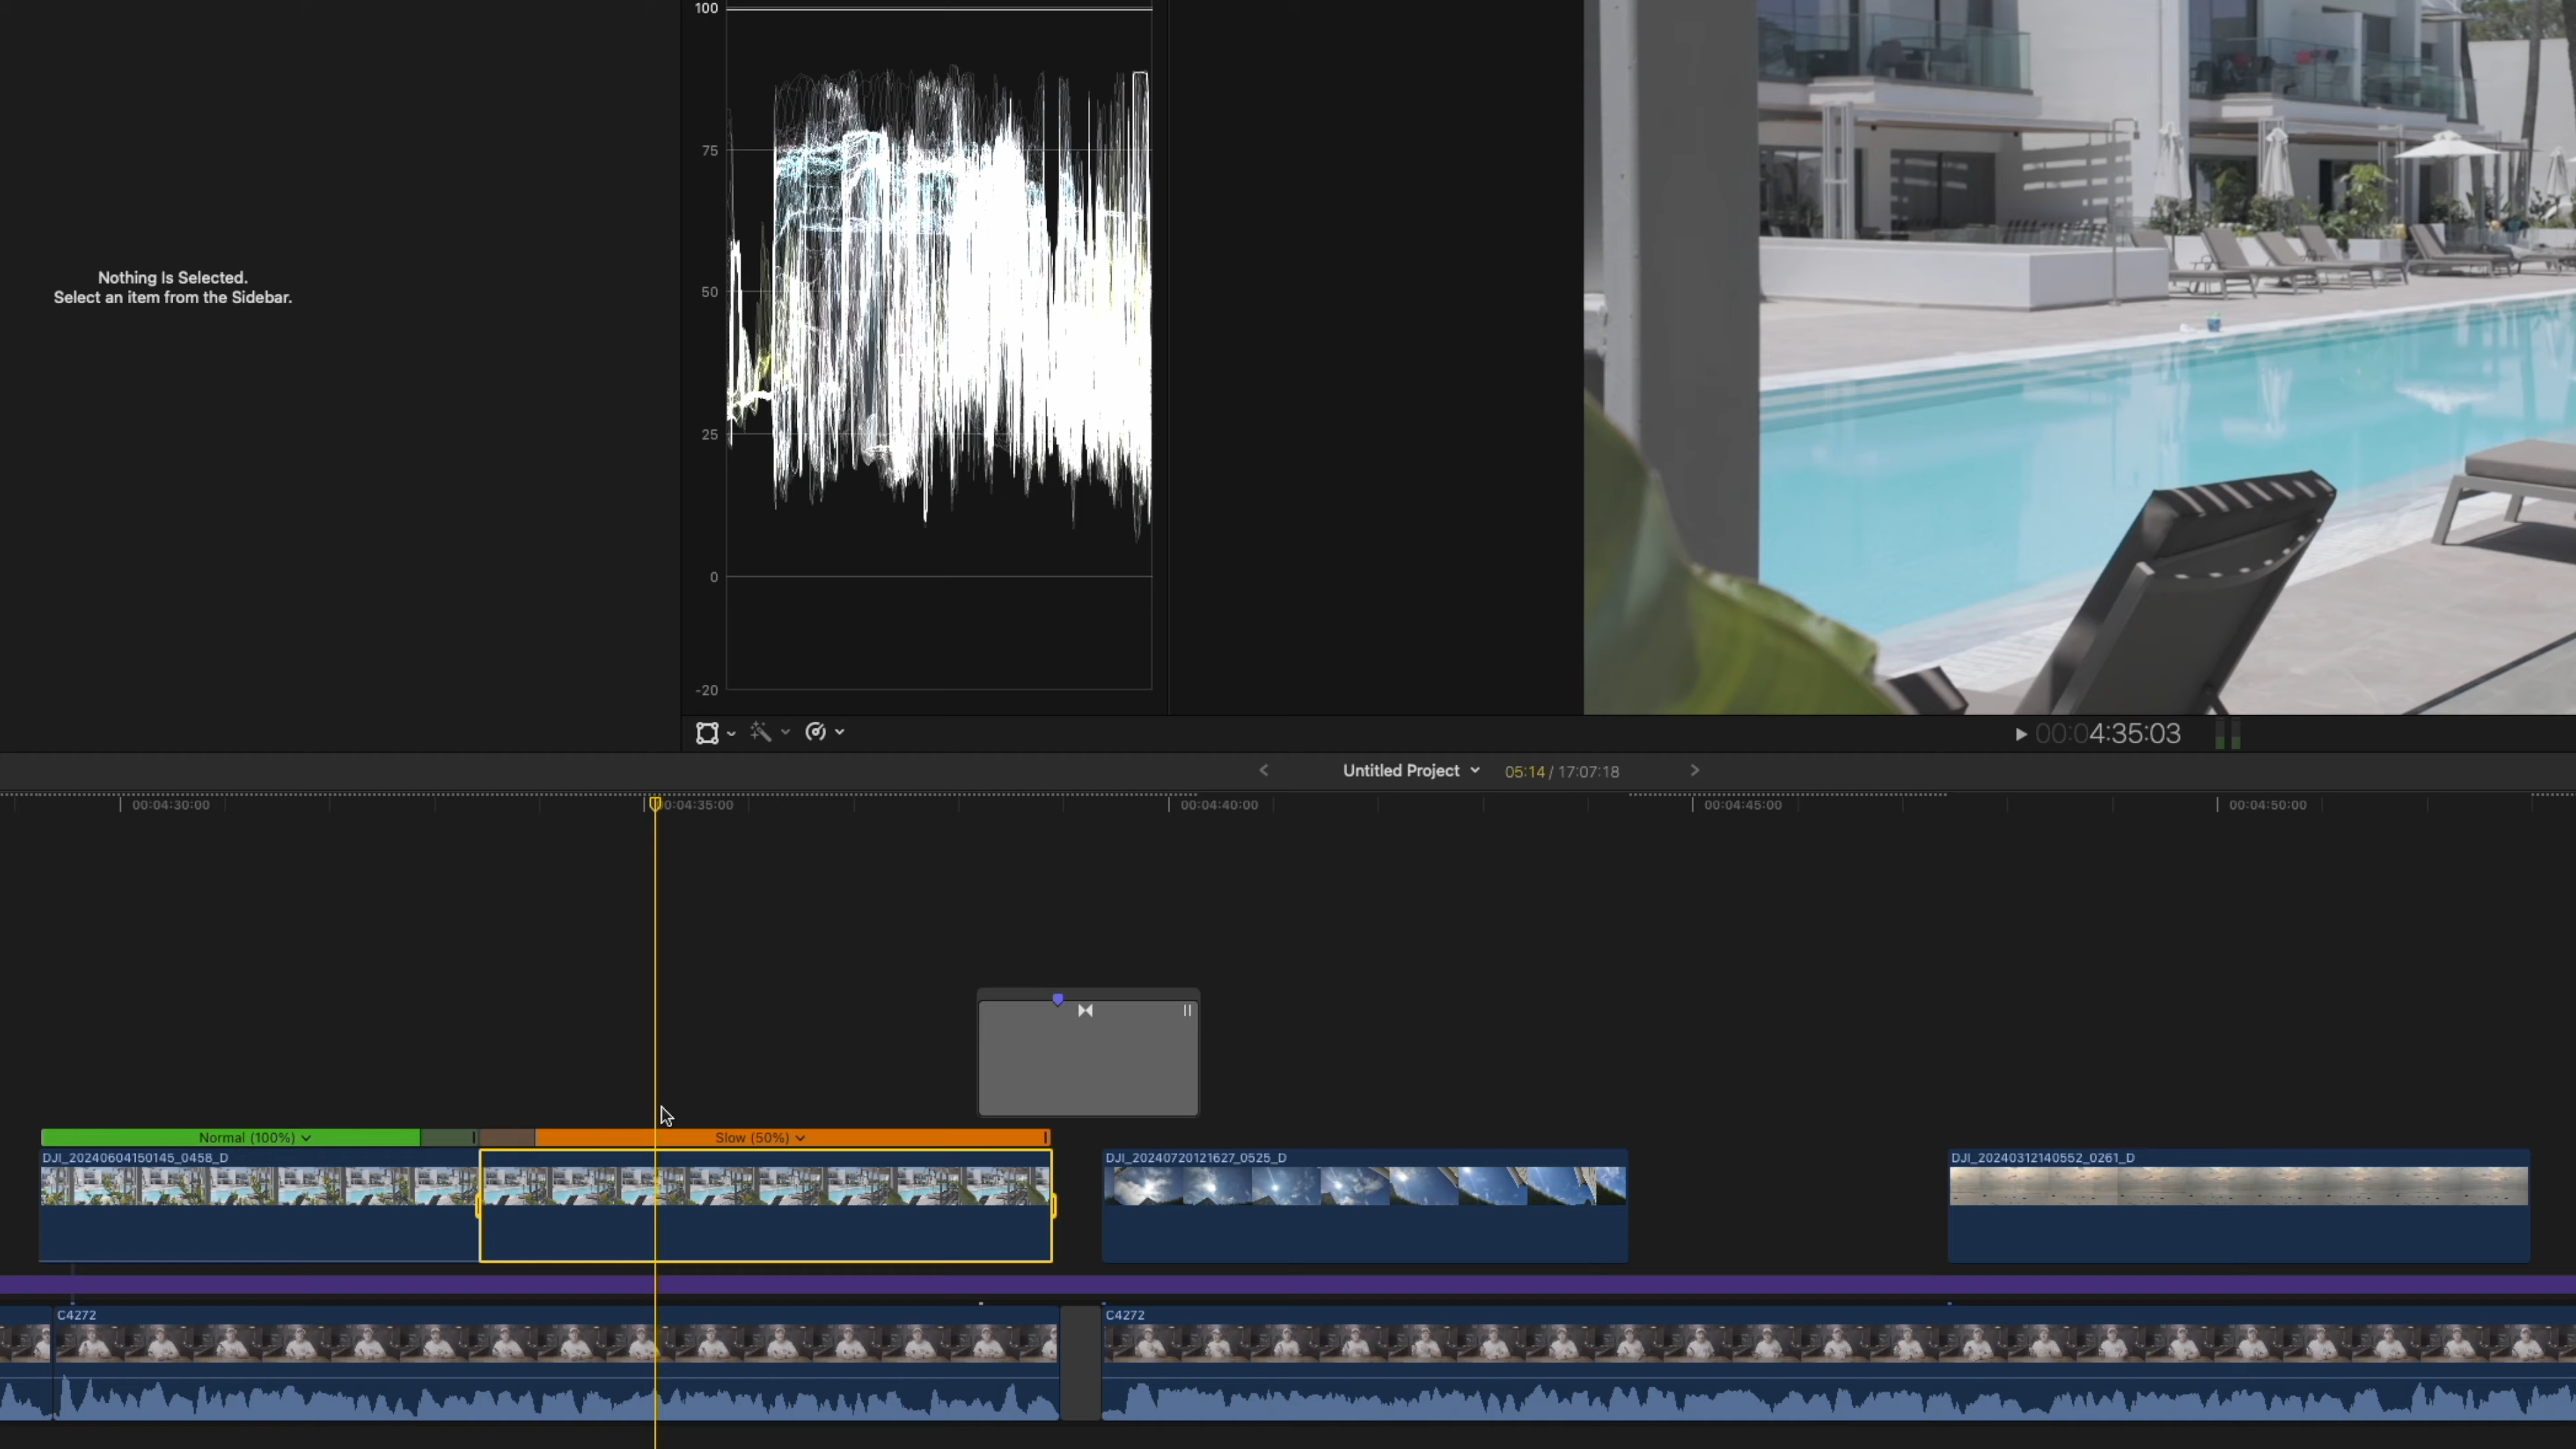 100
75
50
25
0
-20
Nothing Is Selected.
Select an item from the Sidebar.
00:04:35:03
Untitled Project
05:14 / 17:07:18
00:04:30:00
00:04:35:00
00:04:40:00
00:04:45:00
00:04:50:00
Normal (100%)
Slow (50%)
DJI_20240604150145_0458_D
DJI_20240720121627_0525_D
DJI_20240312140552_0261_D
C4272
C4272